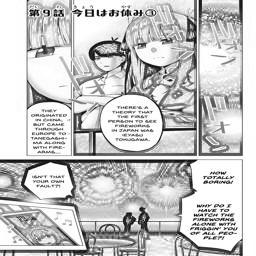 第9話 今日はお休み①
THERE'S A
THEORY THAT
THE FIRST
PERSON TO SEE
FIREWORKS
IN JAPAN WAS
IEYASU
TOKUGAWA.
THEY
ORIGINATED
IN CHINA,
BUT CAME
THROUGH
EUROPE TO
TANEGASHI-
MA ALONG
WITH FIRE-
ARMS...
HOW
TOTALLY
BORING!
WHY DO I
HAVE TO
WATCH THE
FIREWORKS
ALONE WITH
FRIGGIN' YOU
OF ALL PEO-
PLE?!
ISN'T THAT
YOUR OWN
FAULT?!